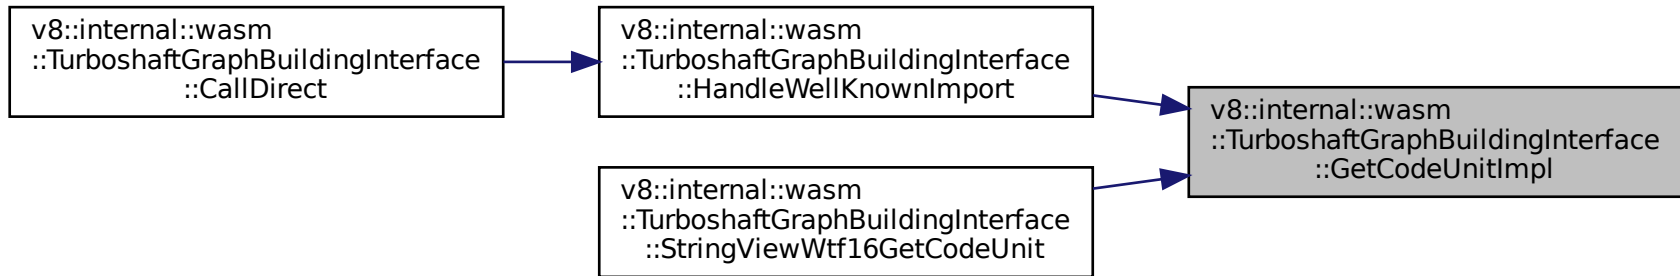 v8::internal::wasm
::TurboshaftGraphBuildingInterface
::CallDirect
v8::internal::wasm
::TurboshaftGraphBuildingInterface
::HandleWellKnownImport
v8::internal::wasm
::TurboshaftGraphBuildingInterface
::StringViewWtf16GetCodeUnit
v8::internal::wasm
::TurboshaftGraphBuildingInterface
::GetCodeUnitImpl